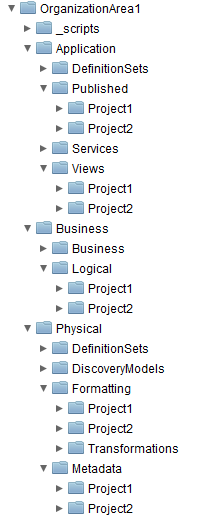 OrganizationArea1
_scripts
Application
DefinitionSets
Published
Project1
Project2
Services
Views
Project1
Project2
Business
Business
Logical
Project1
Project2
Physical
DefinitionSets
DiscoveryModels
Formatting
Project1
Project2
Transformations
Metadata
Project1
Project2